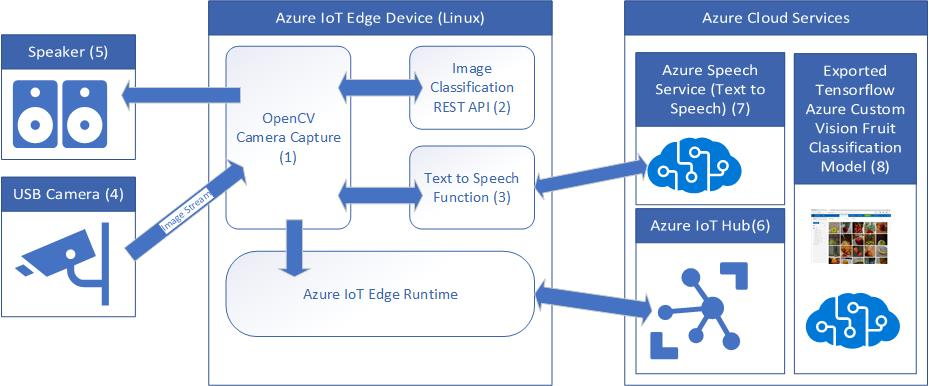 Azure IoT Edge Device (Linux)
Azure Cloud Services
Speaker (5)
USB Camera (4)
Image Stream
OpenCV
Camera Capture
(1)
Image
Classification
REST API (2)
Text to Speech
Function (3)
Azure IoT Edge Runtime
Azure Speech
Service (Text to
Speech) (7)
Azure IoT Hub(6)
Exported
Tensorflow
Azure Custom
Vision Fruit
Classification
Model (8)